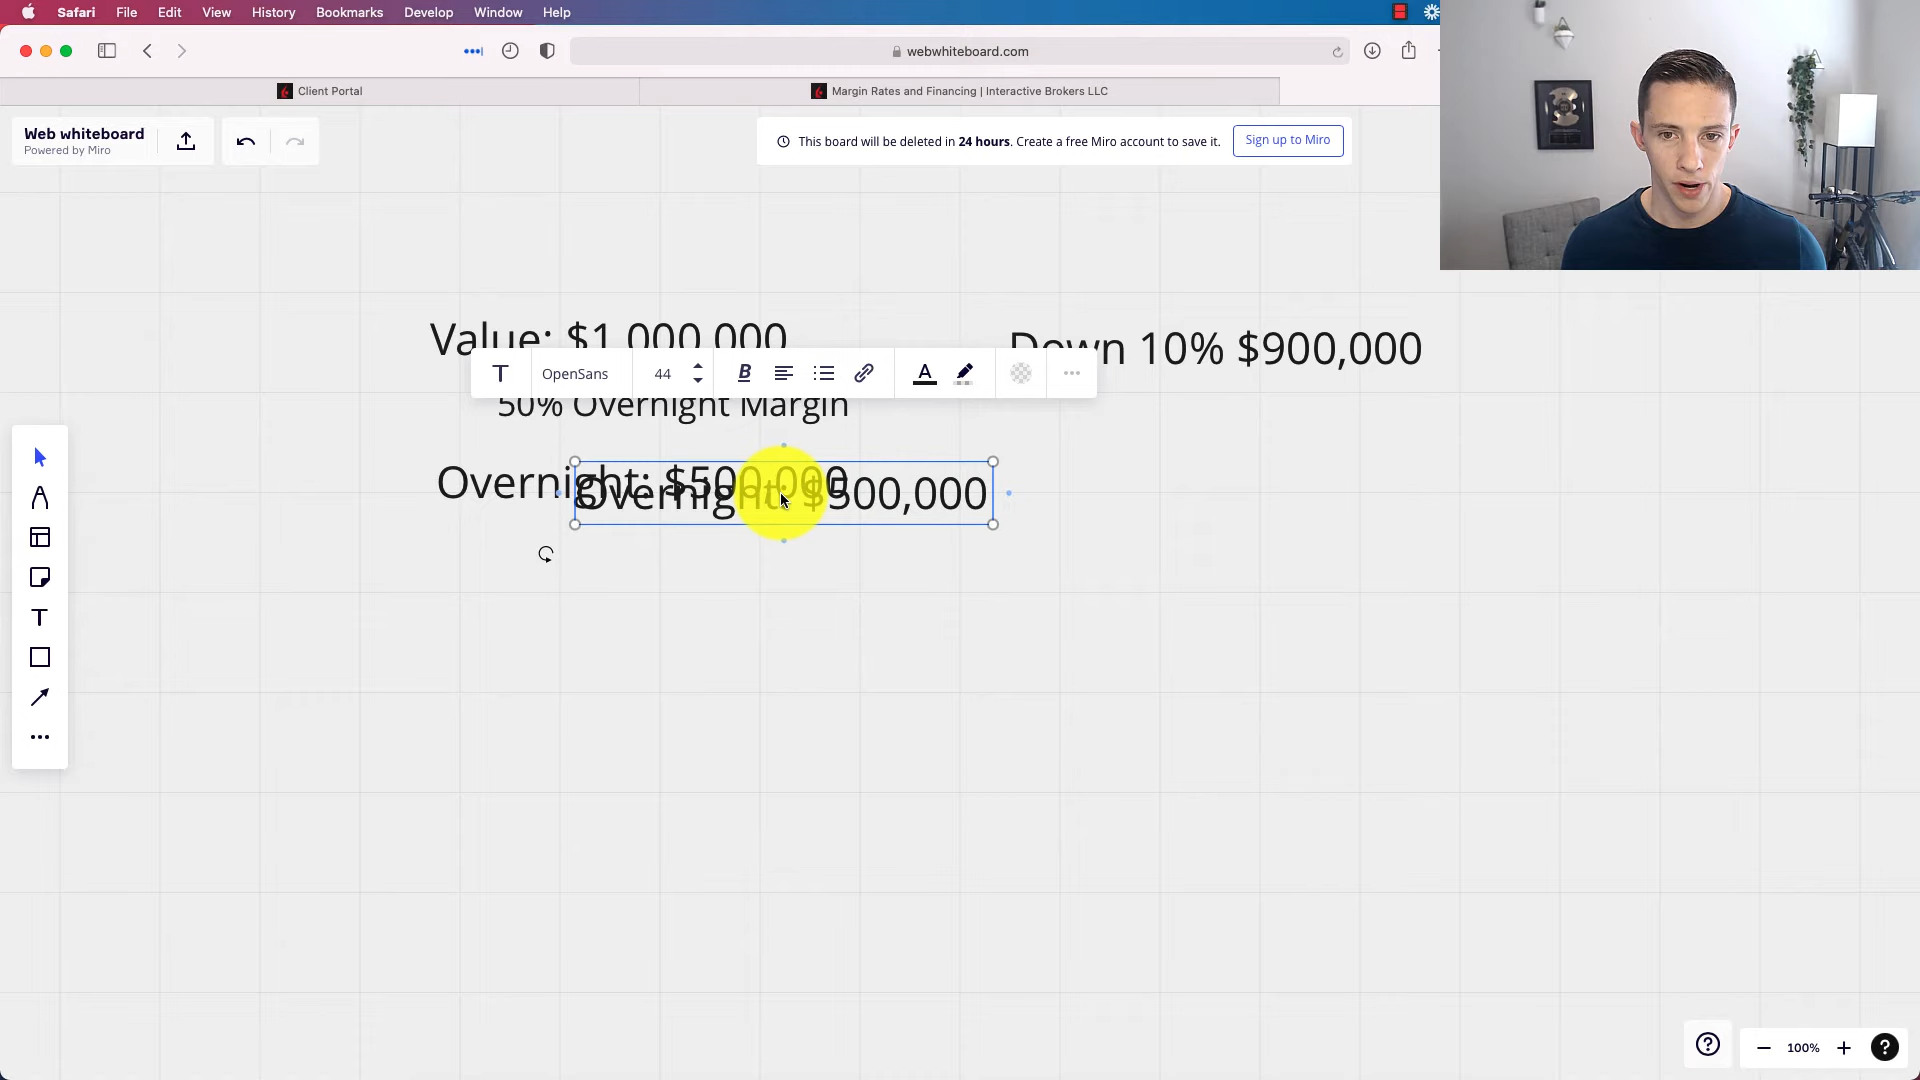 Safari File Edit View History Bookmarks Develop Window Help
webwhiteboard.com
Client Portal
Margin Rates and Financing | Interactive Brokers LLC
Web whiteboard
Powered by Miro
This board will be deleted in 24 hours. Create a free Miro account to save it.
Sign up to Miro
Value: $1,000,000
Down 10% $900,000
OpenSans 44 B A
50% Overnight Margin
Overnight: $500,000
Overnight: $500,000
T
100%